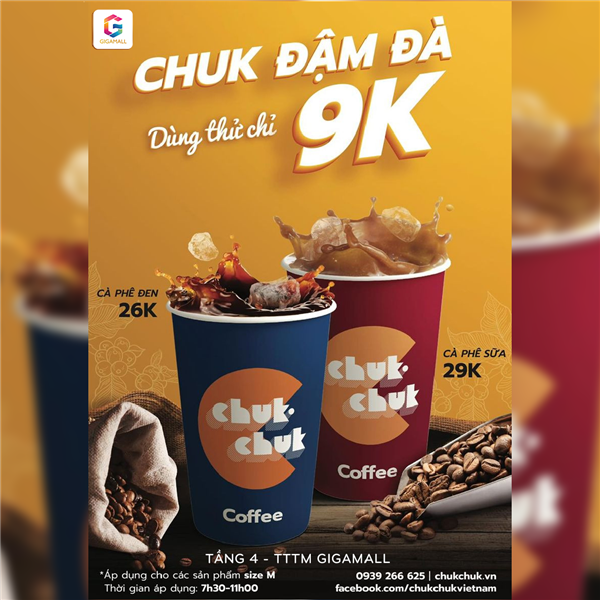 GIGAMALL
CHUK ĐẬM ĐÀ
Dùng thử chỉ 9K
CÀ PHÊ ĐEN
26K
CÀ PHÊ SỮA
29K
chuk.
chuk
Coffee
chuk.
chuk
Coffee
TẦNG 4 - TTTM GIGAMALL
*Áp dụng cho các sản phẩm size M
Thời gian áp dụng: 7h30-11h00
0939 266 625 | chukchuk.vn
facebook.com/chukchukvietnam